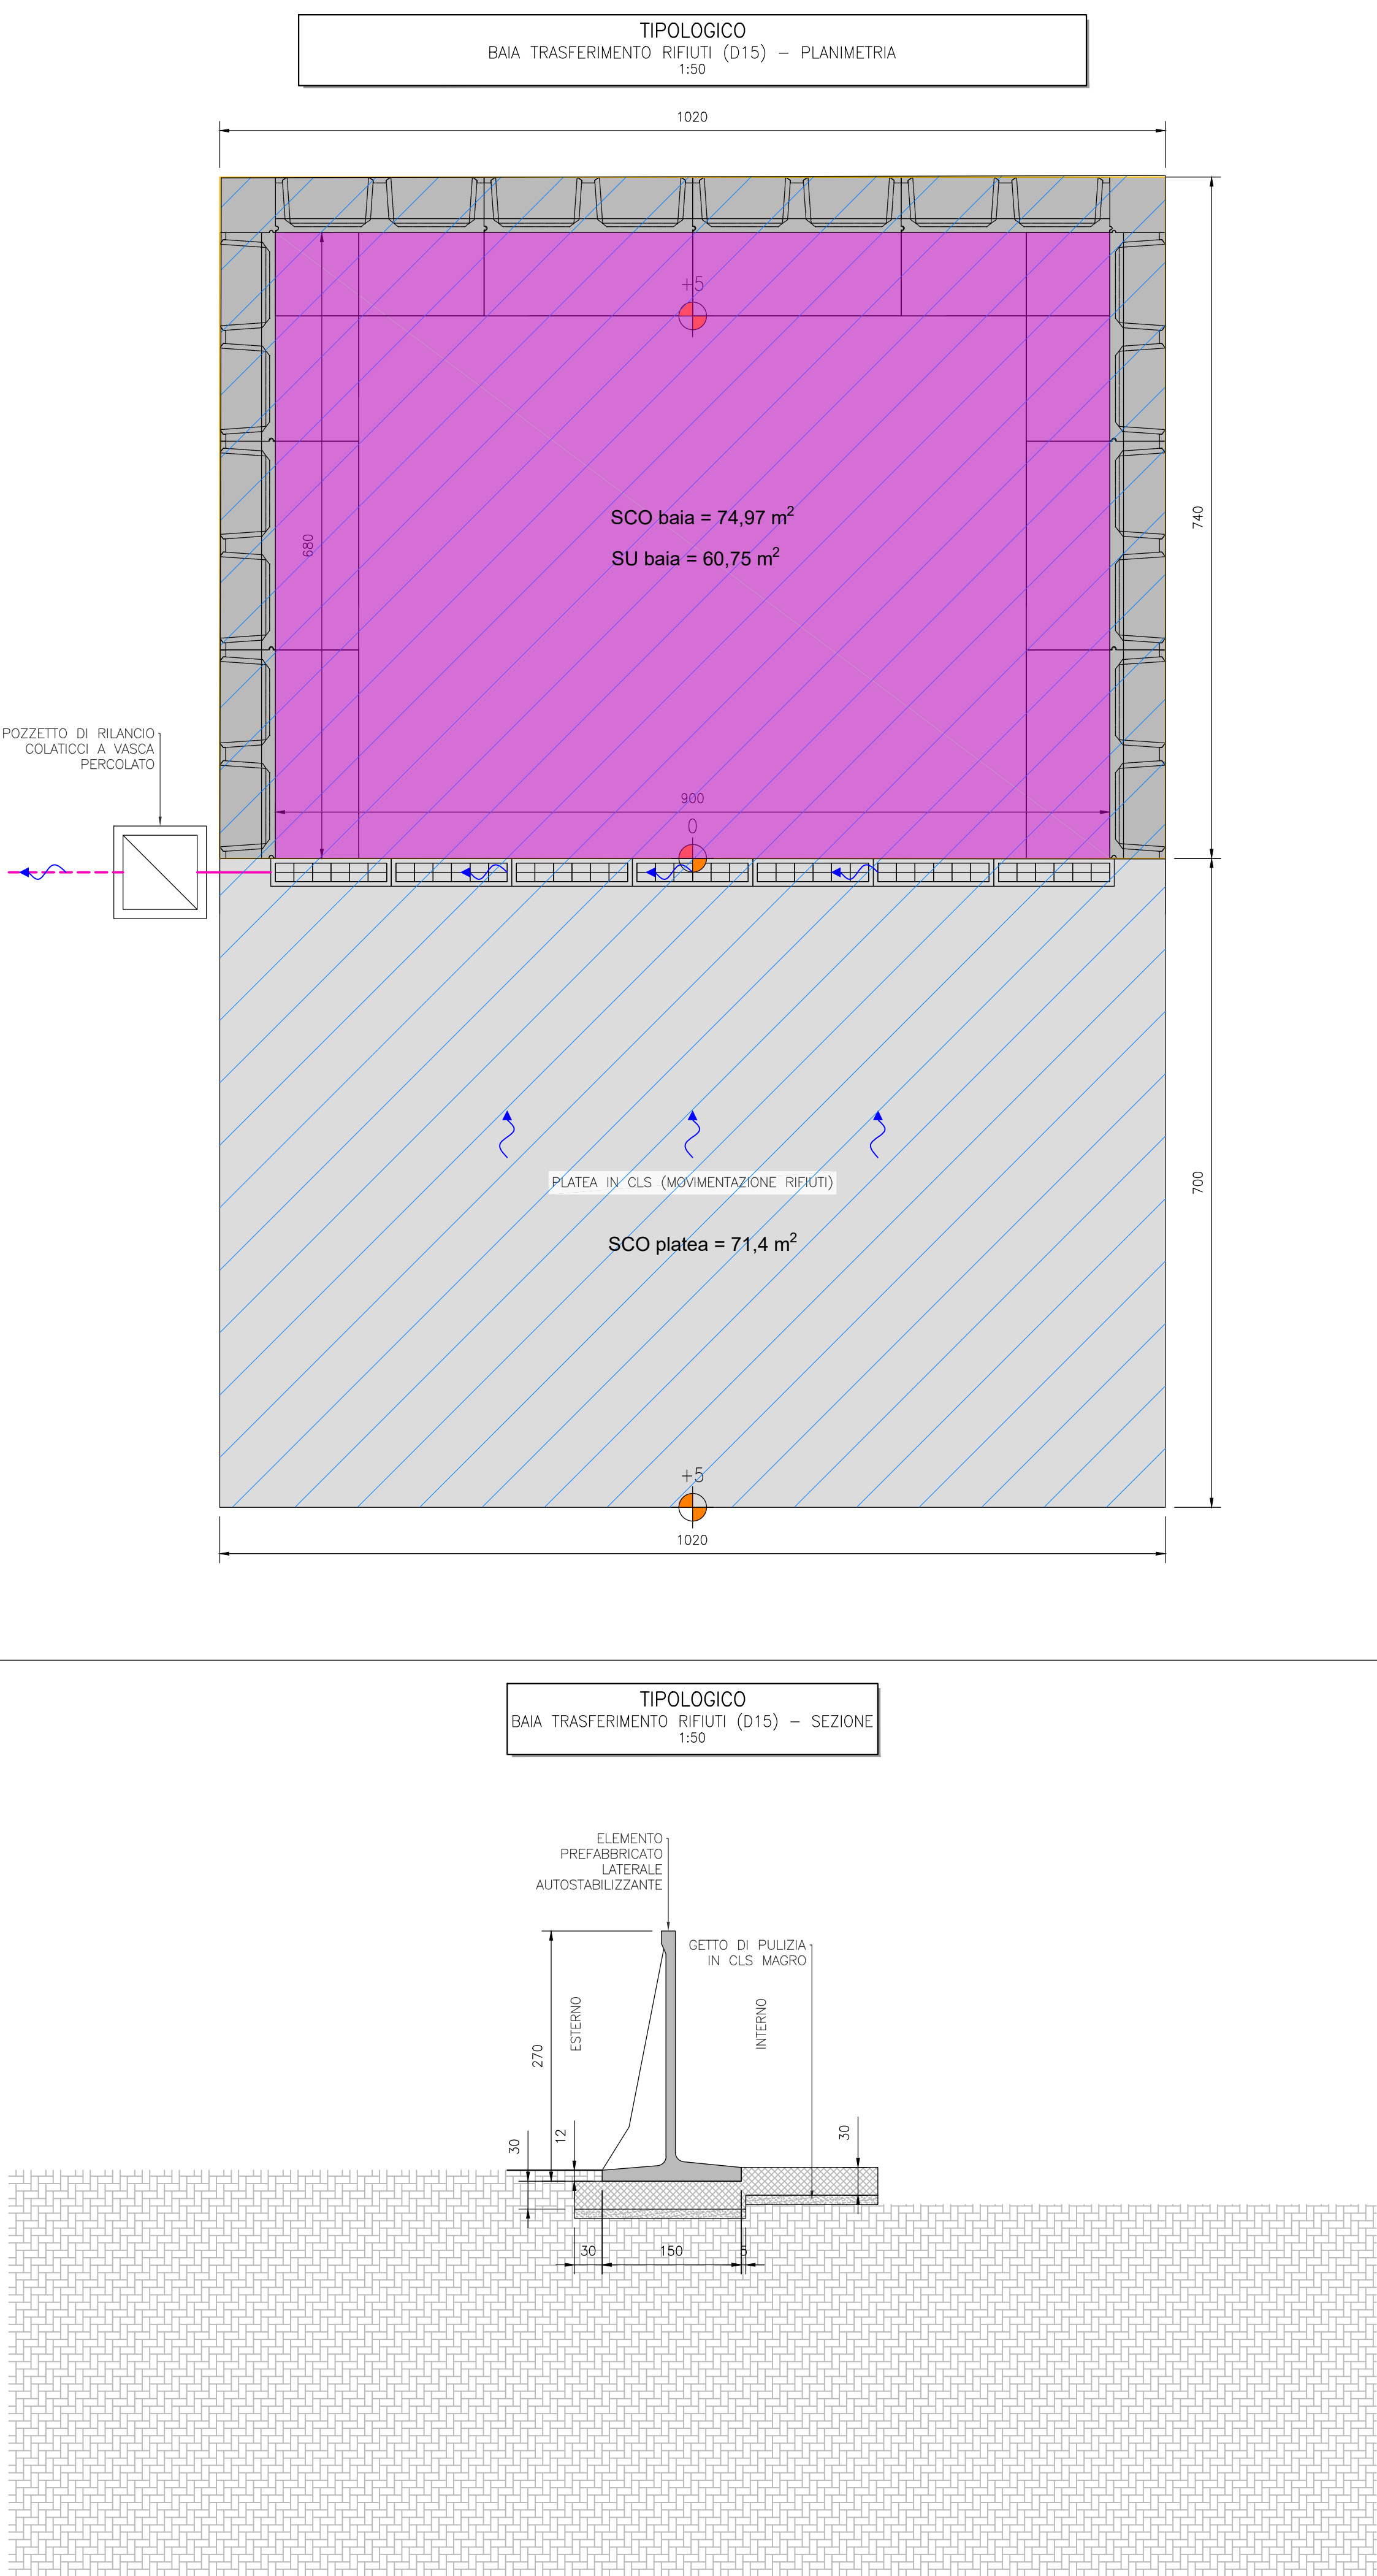 TIPOLOGICO
BAIA TRASFERIMENTO RIFIUTI (D15) – PLANIMETRIA
1:50
1020
+5
SCO baia = 74,97 m²
SU baia = 60,75 m²
680
740
POZZETTO DI RILANCIO
COLATICCI A VASCA
PERCOLATO
900
0
PLATEA IN CLS (MOVIMENTAZIONE RIFIUTI)
700
SCO platea = 71,4 m²
+5
1020
TIPOLOGICO
BAIA TRASFERIMENTO RIFIUTI (D15) – SEZIONE
1:50
ELEMENTO
PREFABBRICATO
LATERALE
AUTOSTABILIZZANTE
GETTO DI PULIZIA
IN CLS MAGRO
ESTERNO
INTERNO
270
30
12
30
30
150
5